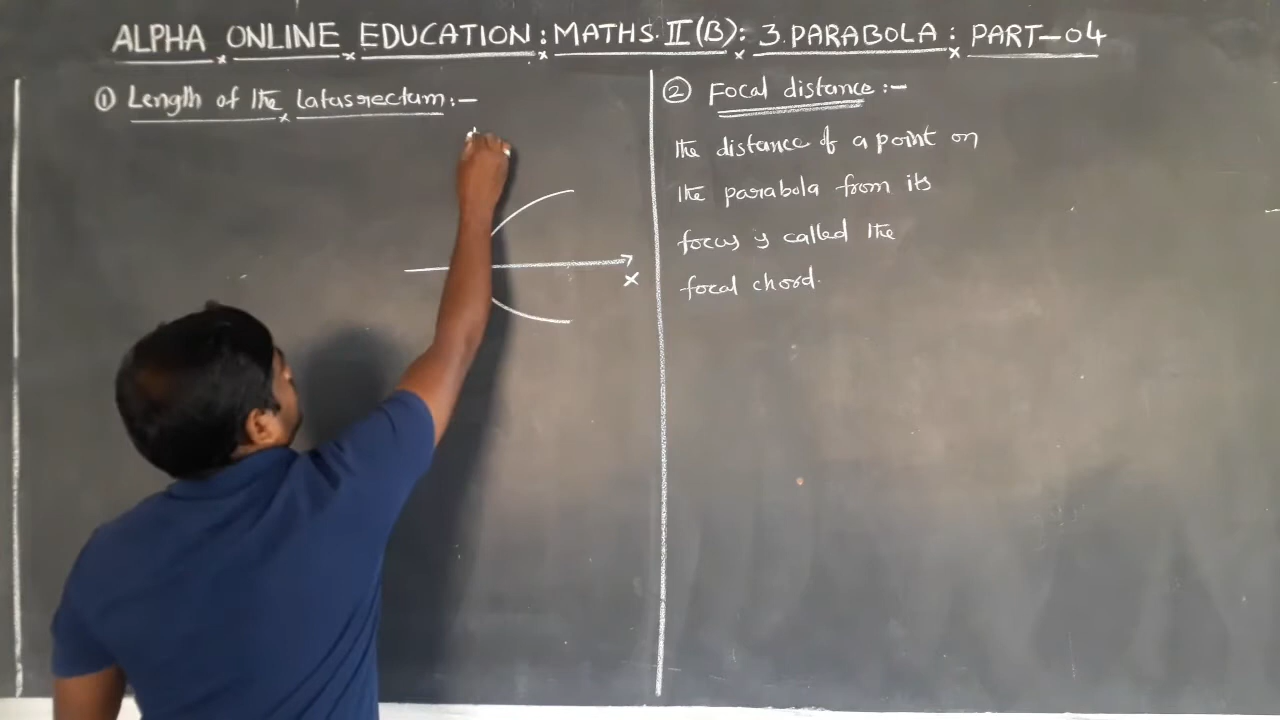 ALPHA ONLINE EDUCATION : MATHS.II(B) : 3.PARABOLA : PART-04
① Length of the latusrectum :-
X
② Focal distance :-
the distance of a point on
the parabola from its
focus is called the
focal chord.